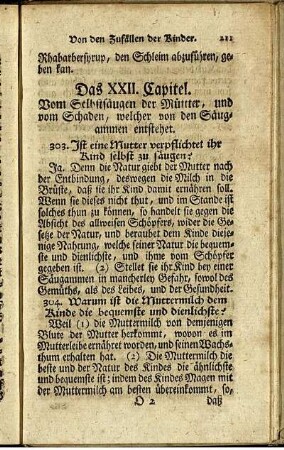 Von den Zufällen der Kinder. 211
Rhabarbersyrup, den Schleim abzuführen, ge-
ben kan.
Das XXII. Capitel.
Vom Selbstsäugen der Mütter, und
vom Schaden, welcher von den Säug-
ammen entstehet.
303. Ist eine Mutter verpflichtet ihr
Kind selbst zu säugen?
Ja. Denn die Natur giebt der Mutter nach
der Entbindung, deswegen die Milch in die
Brüste, daß sie ihr Kind damit ernähren soll.
Wenn sie dieses nicht thut, und im Stande ist
solches thun zu können, so handelt sie gegen die
Absicht des allweisen Schöpfers, wider die Ge-
setze der Natur, und beraubet dem Kinde dieje-
nige Nahrung, welche seiner Natur die bequem-
ste und dienlichste, und ihme vom Schöpfer
gegeben ist. (2) Stellet sie ihr Kind bey einer
Säugammen in mancherley Gefahr, sowol des
Gemüths, als des Leibes, und der Gesundheit.
304. Warum ist die Muttermilch dem
Kinde die bequemste und dienlichste?
Weil (1) die Muttermilch von demjenigen
Blute der Mutter herkommt, wovon es im
Mutterleibe ernähret worden, und seinen Wachs-
thum erhalten hat. (2) Die Muttermilch die
beste und der Natur des Kindes die ähnlichste
und bequemste ist; indem des Kindes Magen mit
der Muttermilch am besten übereinkommt, so,
O 2 daß